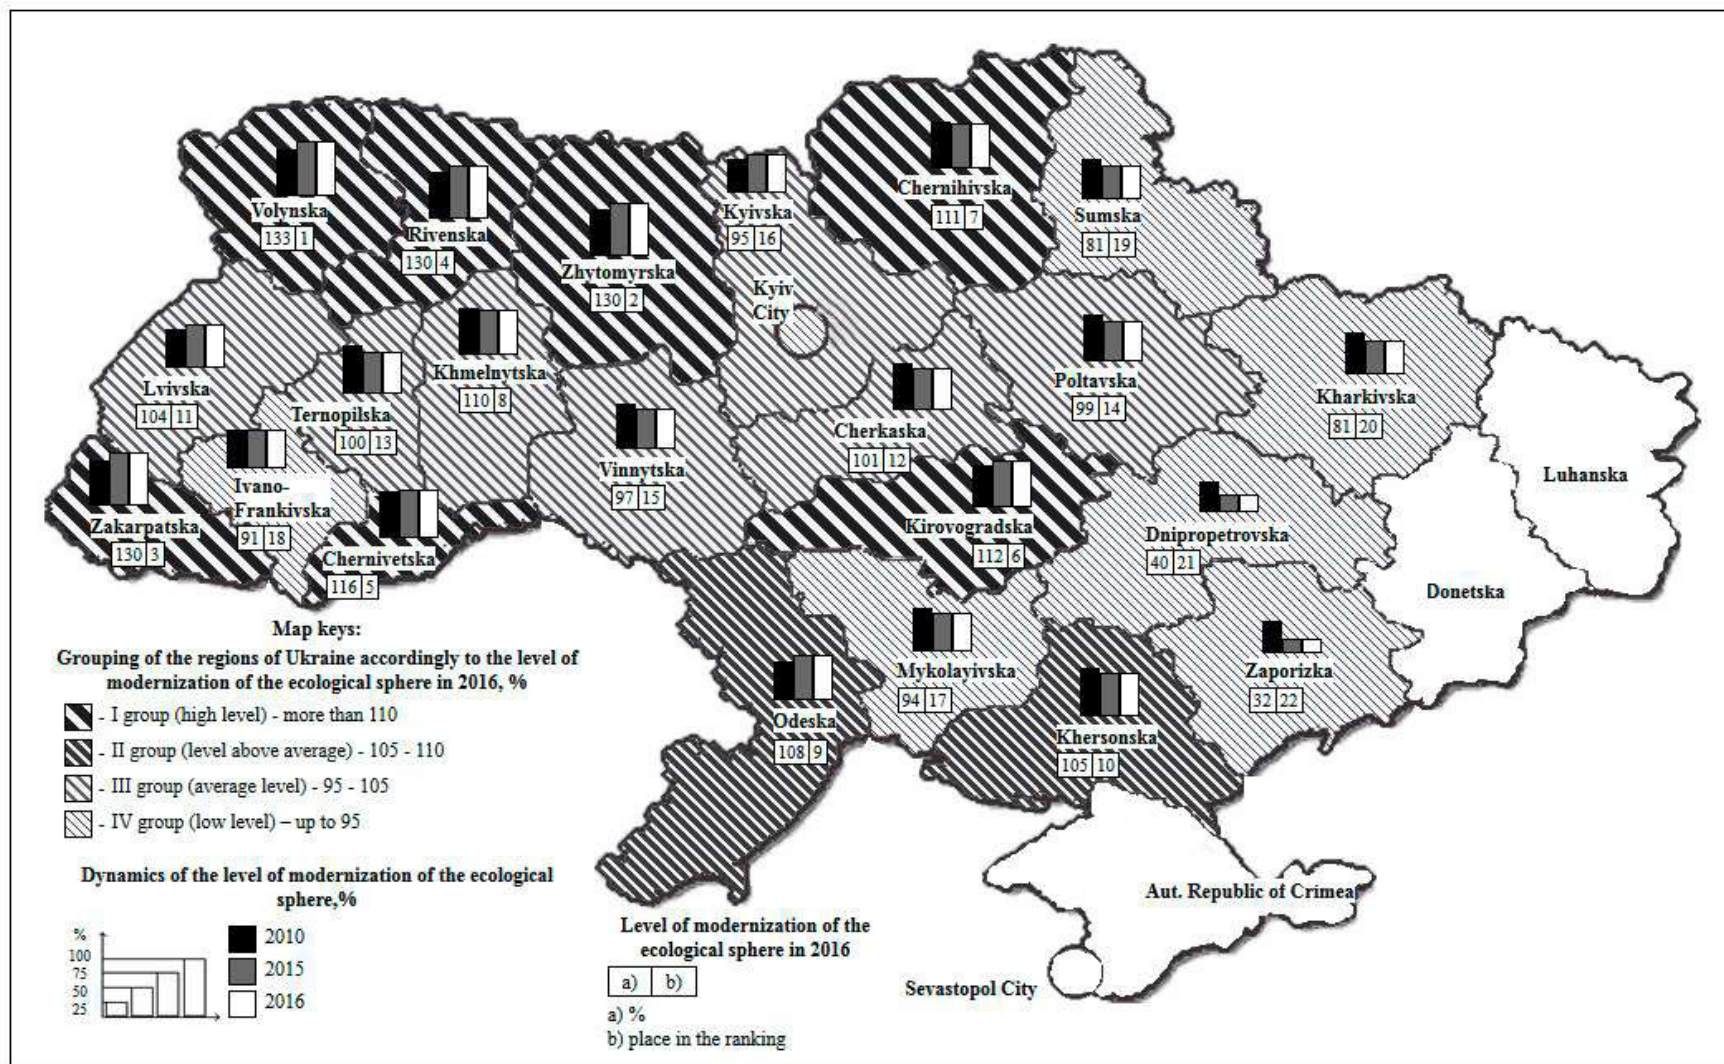 Volynska
133 1
Rivenska
130 4
Zhytomyrska
130 2
Kyivska
95 16
Kyiv
City
Chernihivska
111 7
Sumska
81 19
Lvivska
104 11
Ternopilska
100 13
Khmelnytska
110 8
Vinnytska
97 15
Cherkaska
101 12
Poltavska
99 14
Kharkivska
81 20
Luhanska
Zakarpatska
130 3
Ivano-
Frankivska
91 18
Chernivetska
116 5
Kirovogradska
112 6
Dnipropetrovska
40 21
Donetska
Odeska
108 9
Mykolayivska
94 17
Khersonska
105 10
Zaporizka
32 22
Aut. Republic of Crimea
Sevastopol City
Map keys:
Grouping of the regions of Ukraine accordingly to the level of
modernization of the ecological sphere in 2016, %
- I group (high level) - more than 110
- II group (level above average) - 105 - 110
- III group (average level) - 95 - 105
- IV group (low level) – up to 95
Dynamics of the level of modernization of the ecological
sphere,%
%
100
75
50
25
2010
2015
2016
Level of modernization of the
ecological sphere in 2016
a) b)
a) %
b) place in the ranking